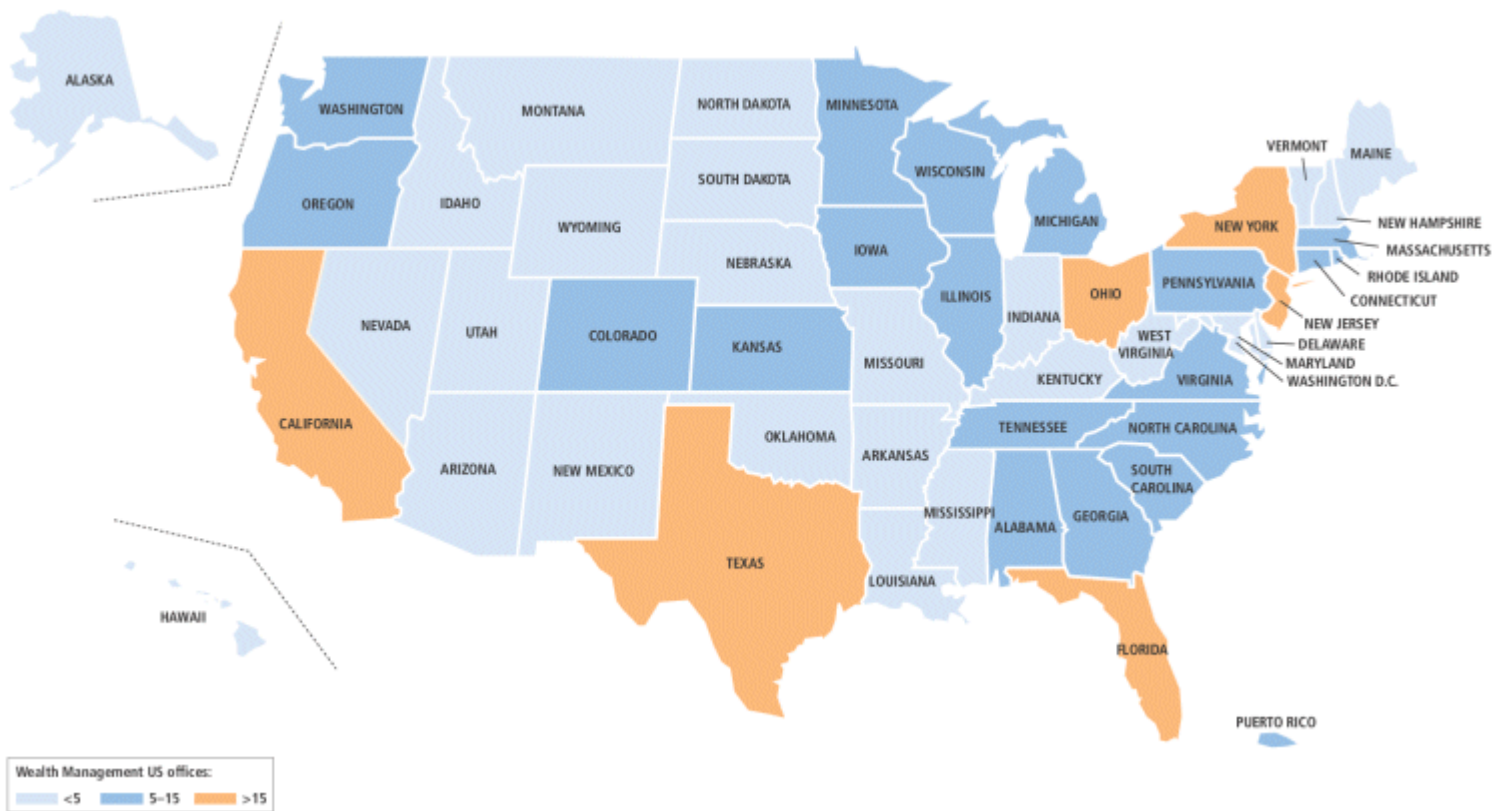 ALASKA
WASHINGTON
MONTANA
NORTH DAKOTA
MINNESOTA
VERMONT
MAINE
OREGON
IDAHO
SOUTH DAKOTA
WISCONSIN
WYOMING
MICHIGAN
NEW YORK
NEW HAMPSHIRE
MASSACHUSETTS
NEBRASKA
IOWA
RHODE ISLAND
PENNSYLVANIA
CONNECTICUT
ILLINOIS
OHIO
INDIANA
NEW JERSEY
NEVADA
UTAH
COLORADO
KANSAS
WEST
VIRGINIA
DELAWARE
MARYLAND
WASHINGTON D.C.
MISSOURI
KENTUCKY
VIRGINIA
CALIFORNIA
TENNESSEE
NORTH CAROLINA
OKLAHOMA
ARIZONA
NEW MEXICO
ARKANSAS
SOUTH
CAROLINA
MISSISSIPPI
ALABAMA
GEORGIA
TEXAS
LOUISIANA
HAWAII
FLORIDA
PUERTO RICO
Wealth Management US offices:
<5 5–15 >15